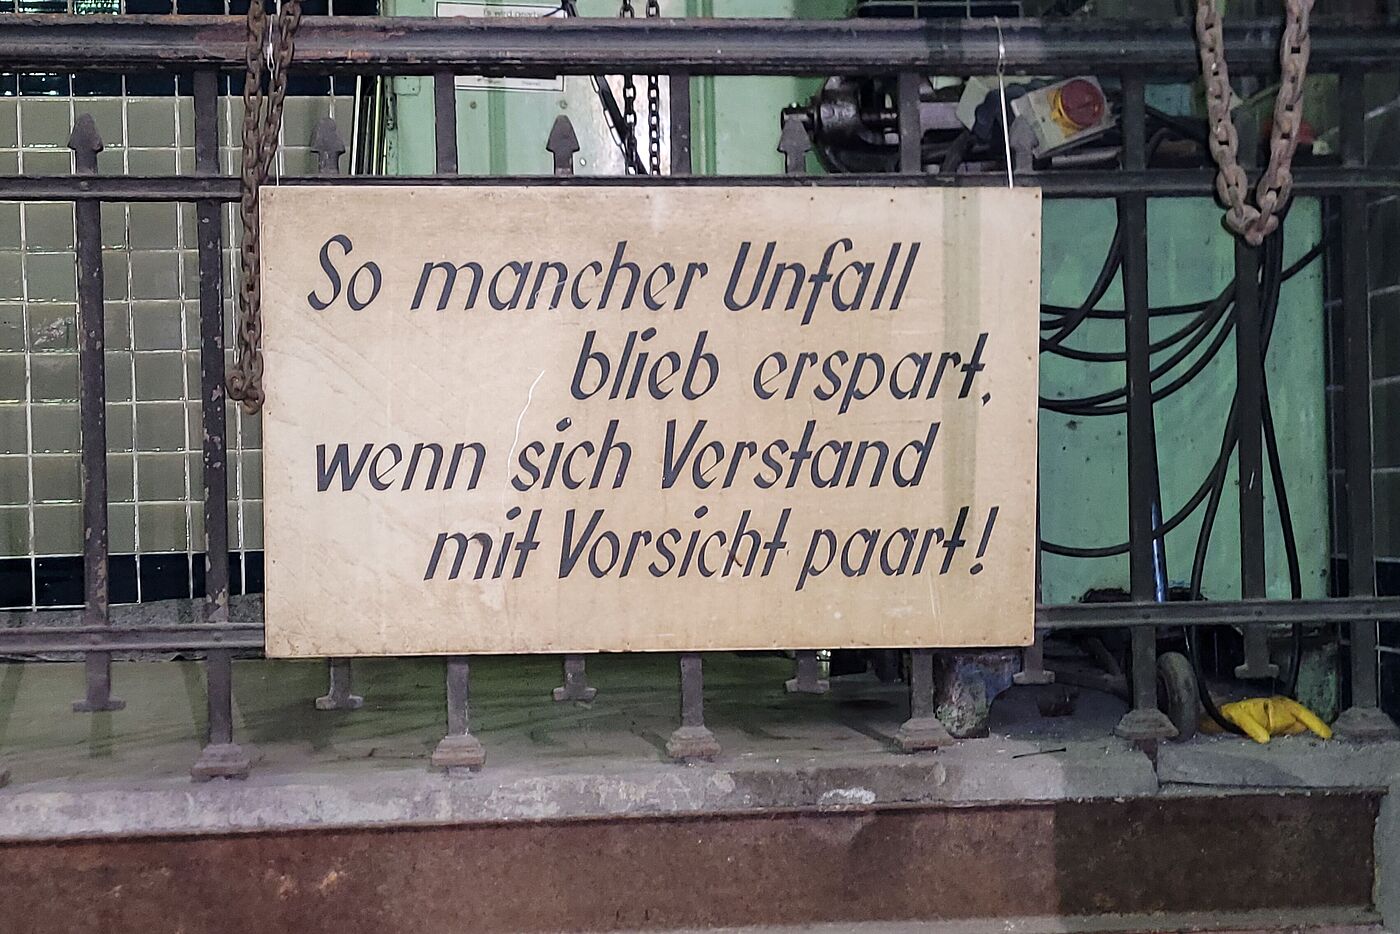 So mancher Unfall
blieb erspart,
wenn sich Verstand
mit Vorsicht paart!